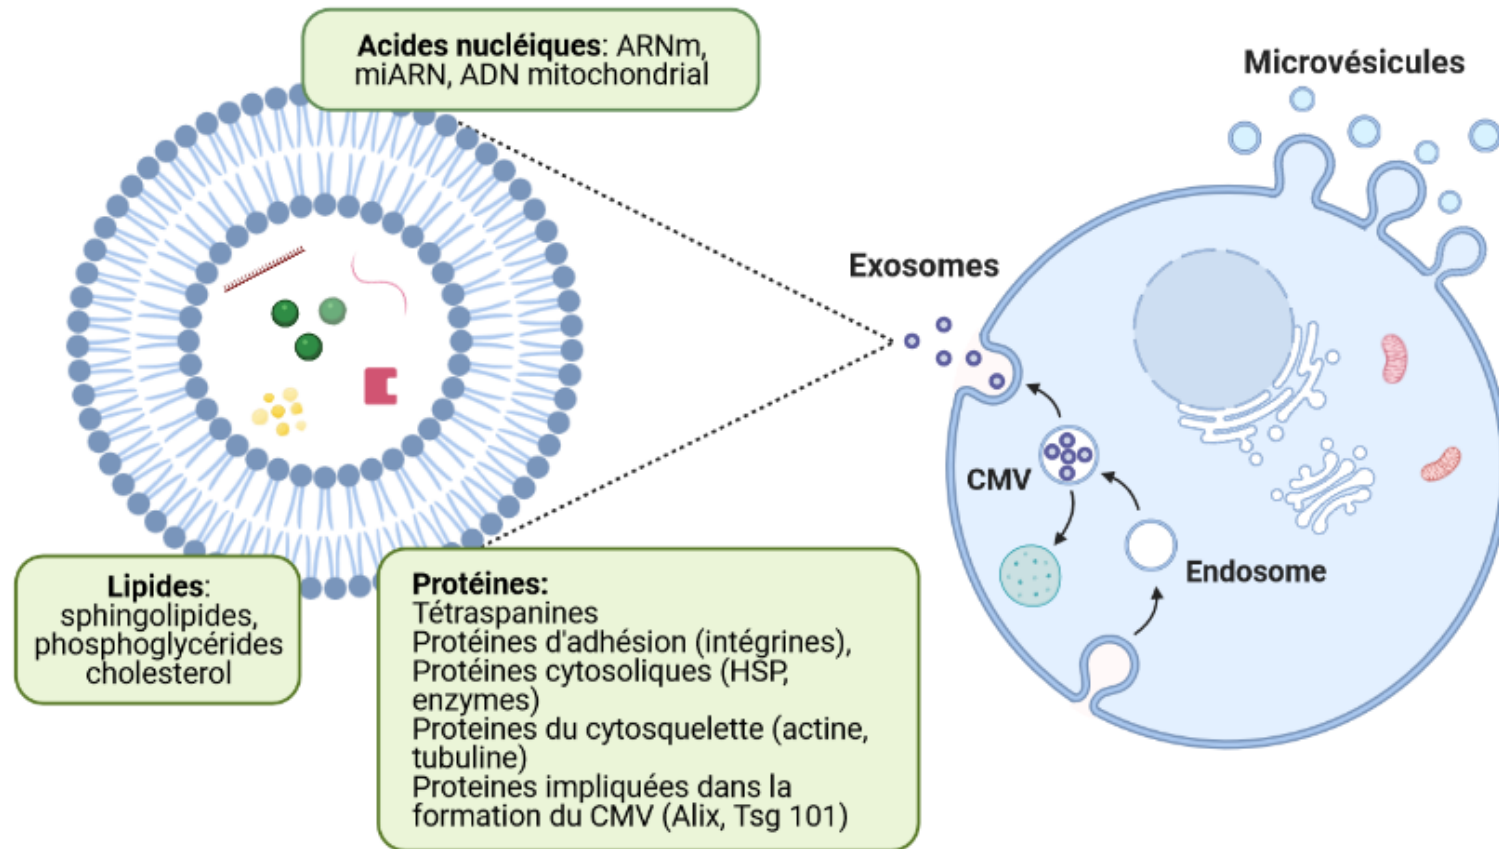 Acides nucléiques: ARNm,
miARN, ADN mitochondrial
Microvésicules
Exosomes
CMV
Endosome
Lipides:
sphingolipides,
phosphoglycérides
cholesterol
Protéines:
Tétraspanines
Protéines d'adhésion (intégrines),
Protéines cytosoliques (HSP,
enzymes)
Proteines du cytosquelette (actine,
tubuline)
Proteines impliquées dans la
formation du CMV (Alix, Tsg 101)